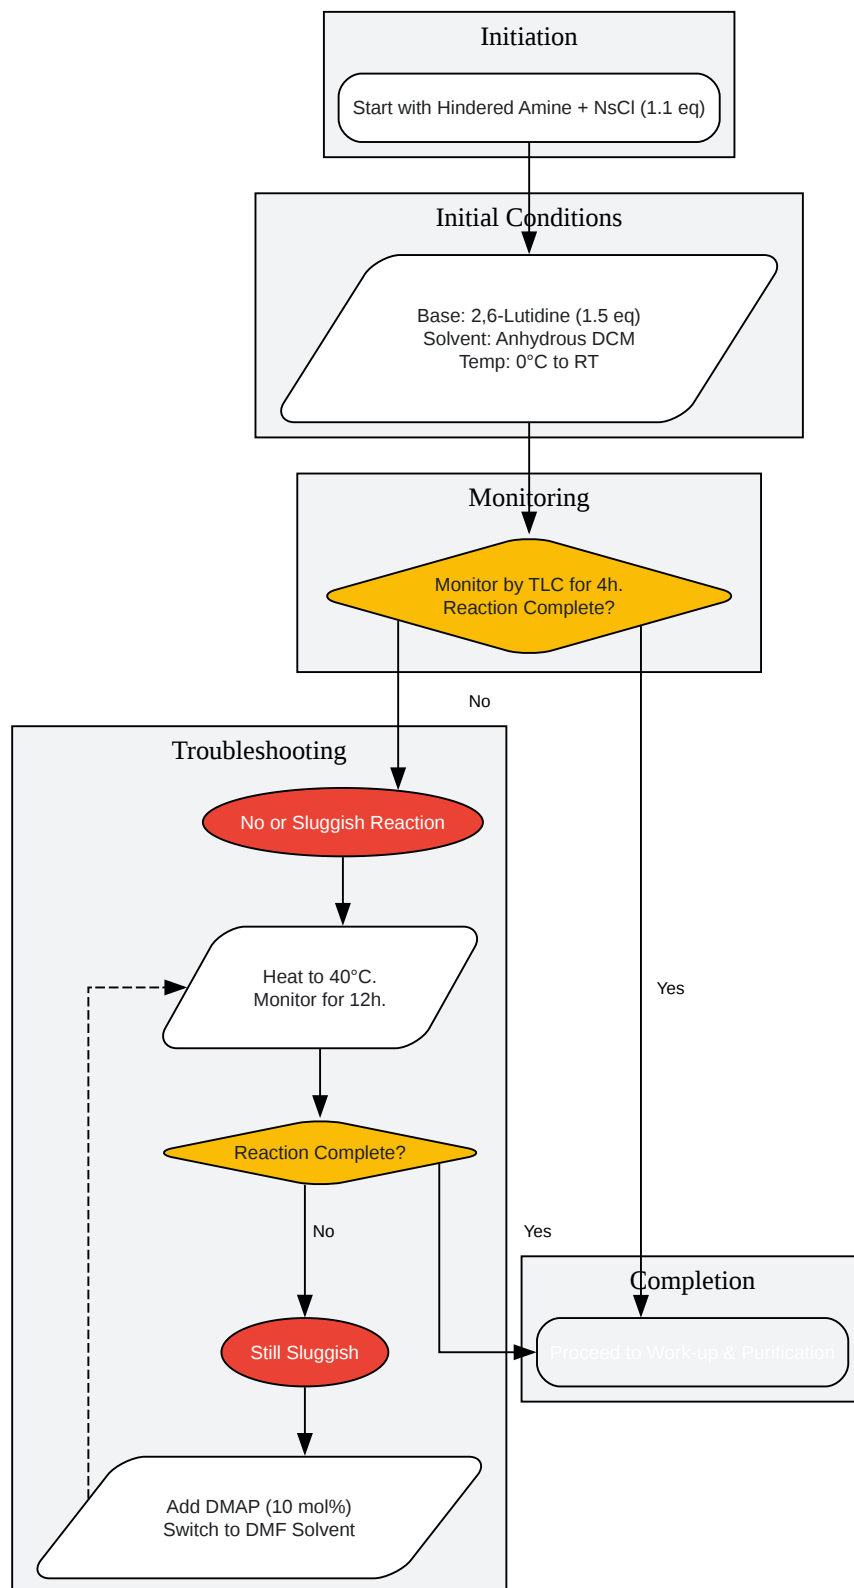 Initiation
Start with Hindered Amine + NsCl (1.1 eq)
Initial Conditions
Base: 2,6-Lutidine (1.5 eq)
Solvent: Anhydrous DCM
Temp: 0°C to RT
Monitoring
Monitor by TLC for 4h.
Reaction Complete?
No
Troubleshooting
No or Sluggish Reaction
Heat to 40°C.
Monitor for 12h.
Yes
Reaction Complete?
No
Yes
Completion
Still Sluggish
Proceed to Work-up & Purification
Add DMAP (10 mol%)
Switch to DMF Solvent